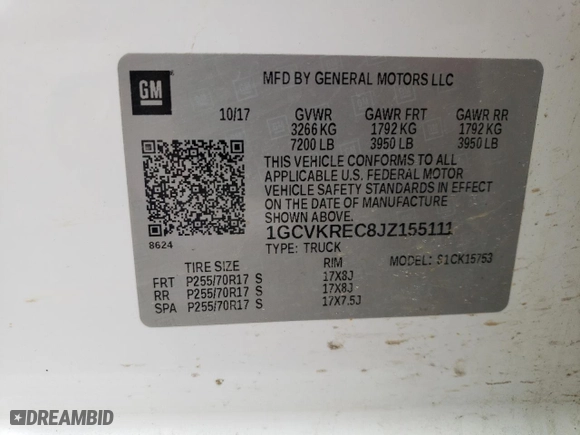 GM
MFD BY GENERAL MOTORS LLC
10/17 GVWR GAWR FRT GAWR RR
3266 KG 1792 KG 1792 KG
7200 LB 3950 LB 3950 LB
THIS VEHICLE CONFORMS TO ALL
APPLICABLE U.S. FEDERAL MOTOR
VEHICLE SAFETY STANDARDS IN EFFECT
ON THE DATE OF MANUFACTURE
SHOWN ABOVE.
8624
1GCVKREC8JZ155111
TYPE: TRUCK MODEL: S1CK15753
TIRE SIZE RIM
FRT P255/70R17 S 17X8J
RR P255/70R17 S 17X8J
SPA P255/70R17 S 17X7.5J
DREAMBID